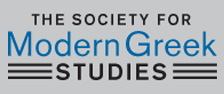 THE SOCIETY FOR
Modern Greek
STUDIES